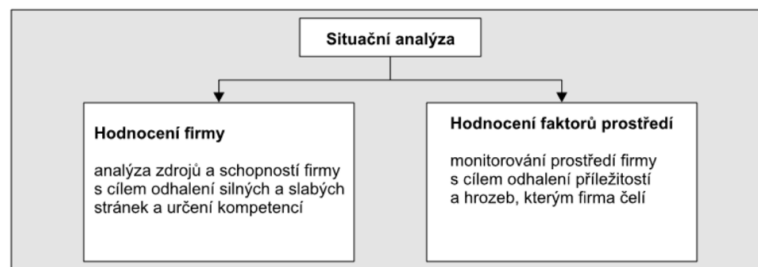 Situační analýza
Hodnocení firmy
analýza zdrojů a schopností firmy
s cílem odhalení silných a slabých
stránek a určení kompetencí
Hodnocení faktorů prostředí
monitorování prostředí firmy
s cílem odhalení příležitostí
a hrozeb, kterým firma čelí